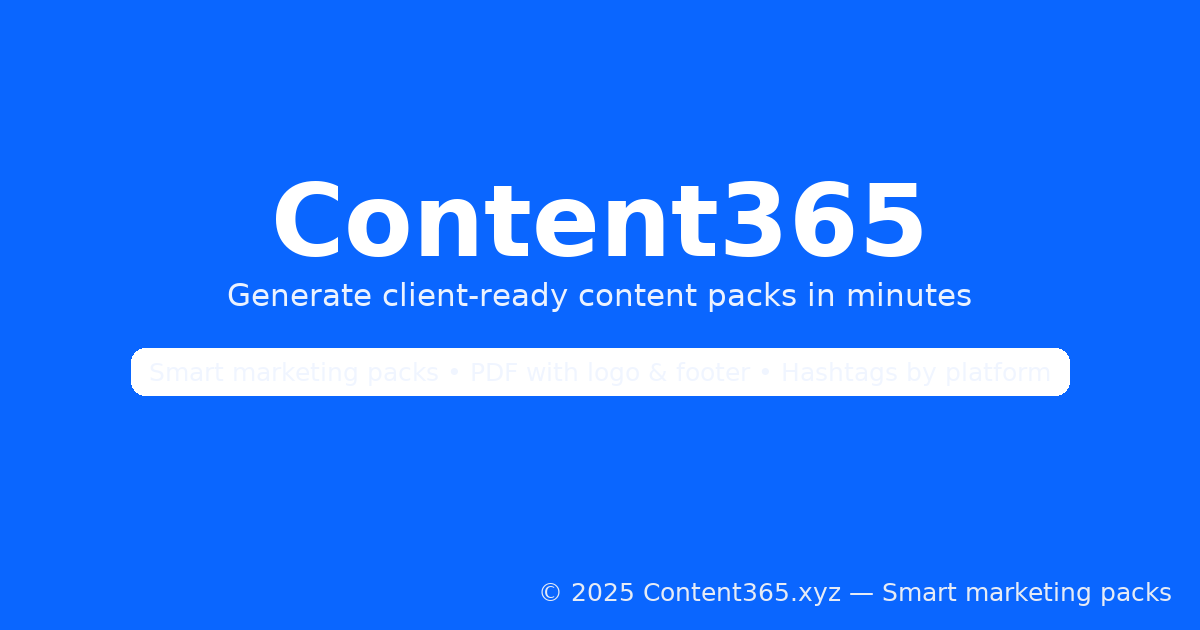 Content365
Generate client-ready content packs in minutes
Smart marketing packs • PDF with logo & footer • Hashtags by platform
© 2025 Content365.xyz — Smart marketing packs